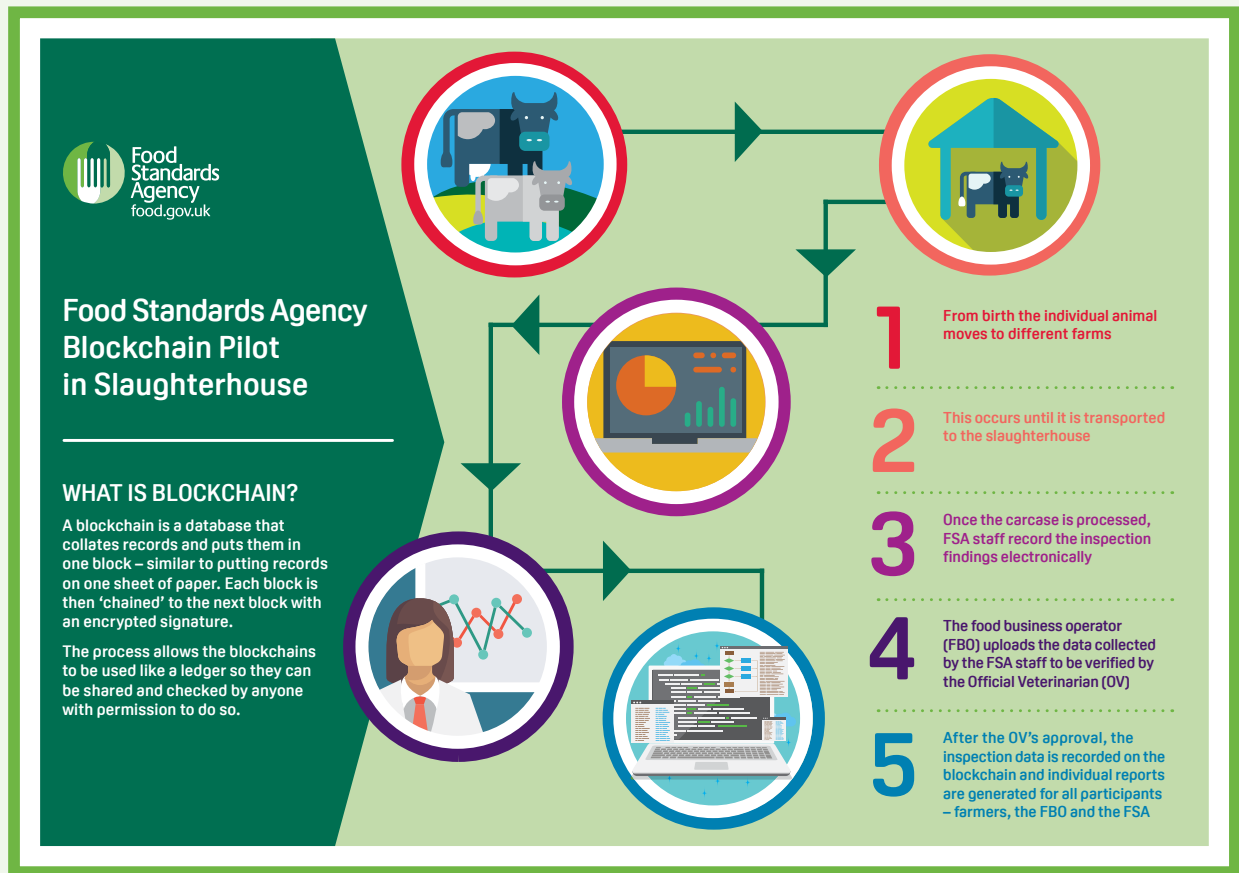 Food
Standards
Agency
food.gov.uk
Food Standards Agency
Blockchain Pilot
in Slaughterhouse
WHAT IS BLOCKCHAIN?
A blockchain is a database that
collates records and puts them in
one block – similar to putting records
on one sheet of paper. Each block is
then ‘chained’ to the next block with
an encrypted signature.
The process allows the blockchains
to be used like a ledger so they can
be shared and checked by anyone
with permission to do so.
1
From birth the individual animal
moves to different farms
2
This occurs until it is transported
to the slaughterhouse
3
Once the carcase is processed,
FSA staff record the inspection
findings electronically
4
The food business operator
(FBO) uploads the data collected
by the FSA staff to be verified by
the Official Veterinarian (OV)
5
After the OV’s approval, the
inspection data is recorded on the
blockchain and individual reports
are generated for all participants
– farmers, the FBO and the FSA